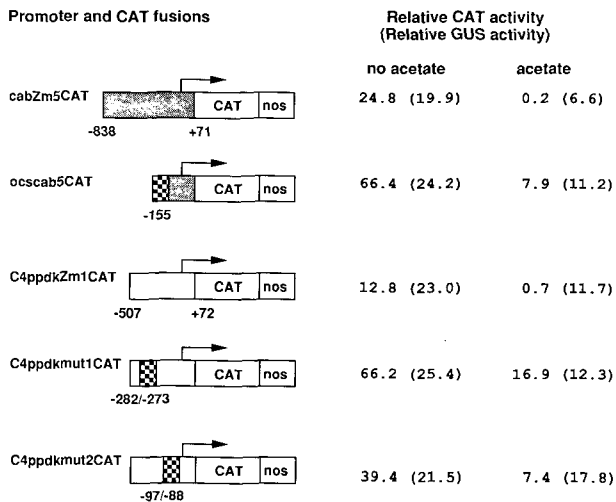 Promoter and CAT fusions
Relative CAT activity
(Relative GUS activity)
no acetate acetate
cabZm5CAT CAT nos 24.8 (19.9) 0.2 (6.6)
-838 +71
ocscab5CAT CAT nos 66.4 (24.2) 7.9 (11.2)
-155
C4ppdkZm1CAT CAT nos 12.8 (23.0) 0.7 (11.7)
-507 +72
C4ppdkmut1CAT CAT nos 66.2 (25.4) 16.9 (12.3)
-282/-273
C4ppdkmut2CAT CAT nos 39.4 (21.5) 7.4 (17.8)
-97/-88